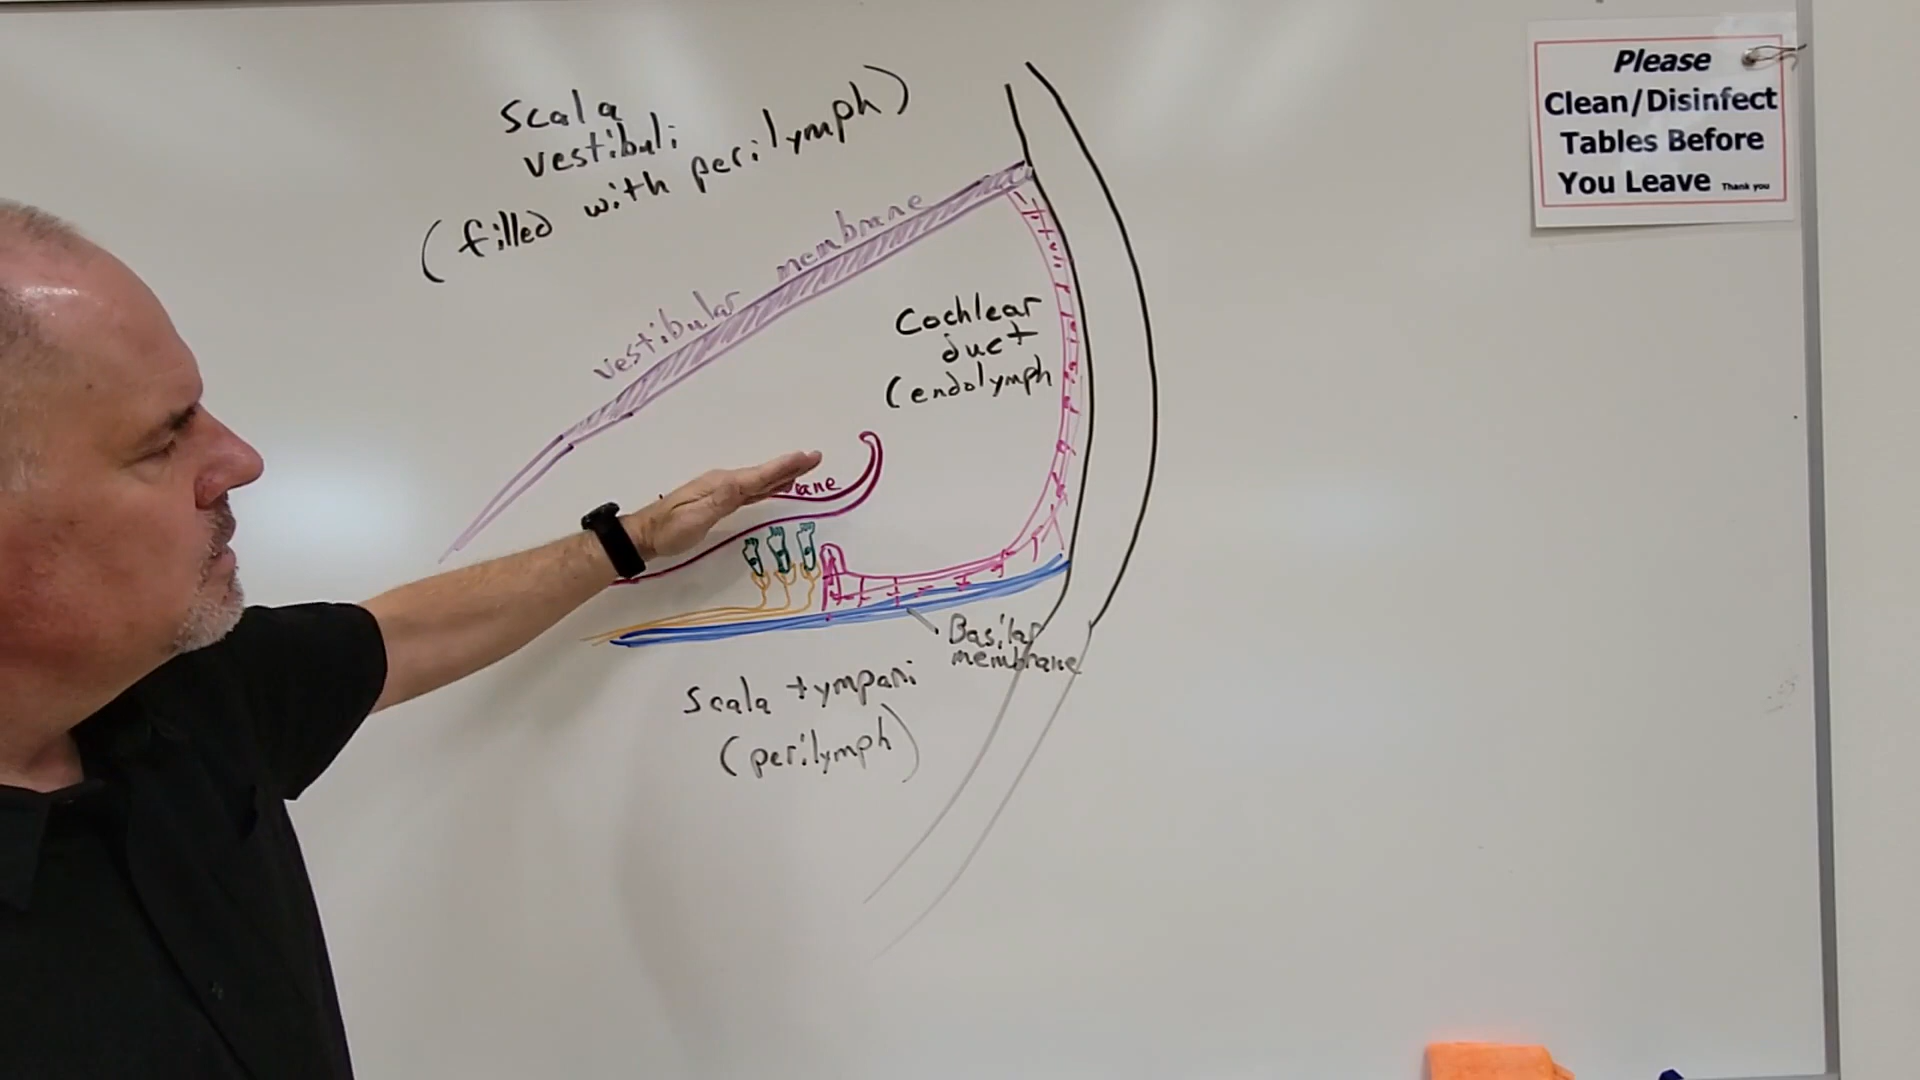 Scala
vestibuli
(filled with perilymph)
vestibular membrane
Cochlear
duct
(endolymph
Basilar
membrane
Scala tympani
(perilymph)
Please
Clean/Disinfect
Tables Before
You Leave Thank you